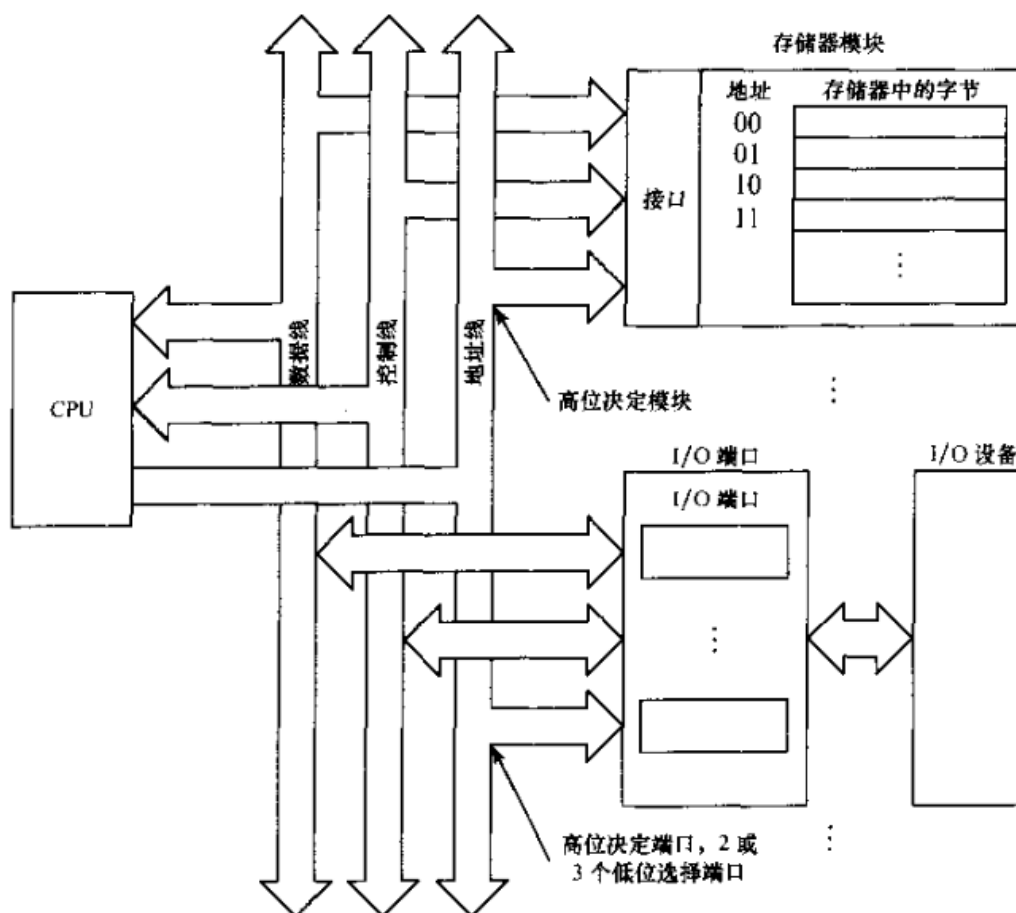 存储器模块
地址
存储器中的字节
00
01
10
11
接口
数据线
控制线
地址线
CPU
高位决定模块
I/O 端口
I/O 设备
I/O 端口
高位决定端口，2 或
3 个低位选择端口